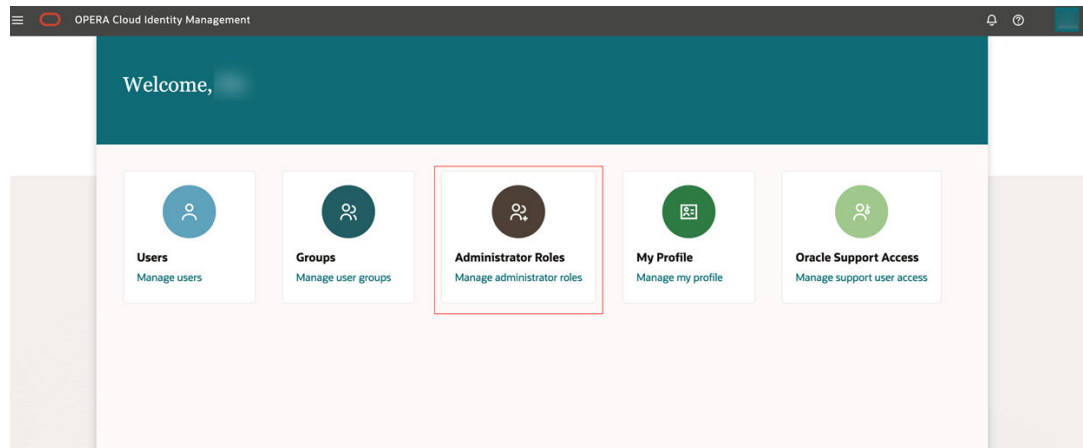 OPERA Cloud Identity Management
Welcome,
Users
Manage users
Groups
Manage user groups
Administrator Roles
Manage administrator roles
My Profile
Manage my profile
Oracle Support Access
Manage support user access